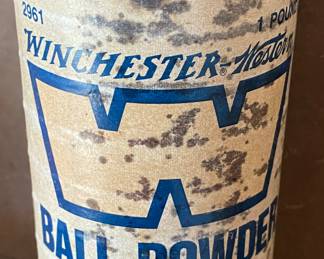 2961
1 POUND
WINCHESTER-Western
W
BALL POWDER